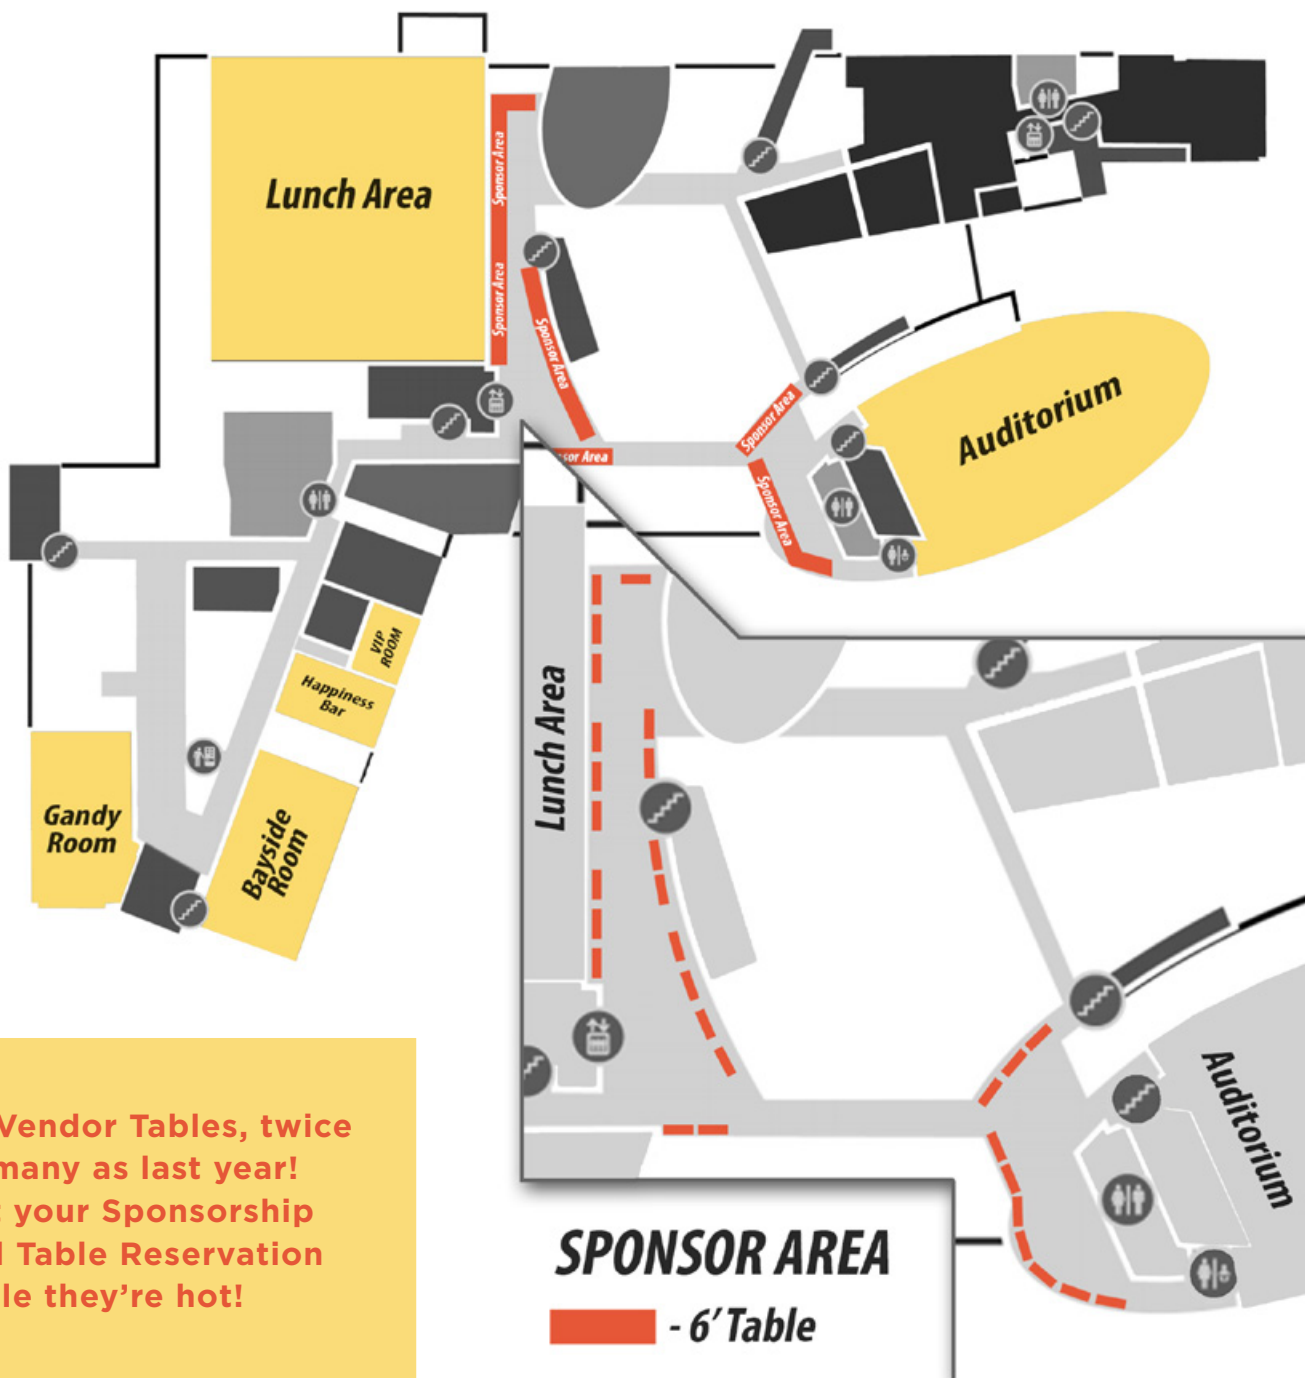 Lunch Area
Sponsor Area
Sponsor Area
Sponsor Area
Sponsor Area
Area
Sponsor Area
Auditorium
VIP
ROOM
Happiness
Bar
Gandy
Room
Bayside
Room
Lunch Area
Auditorium
Vendor Tables, twice
many as last year!
your Sponsorship
Table Reservation
they're hot!
SPONSOR AREA
- 6' Table